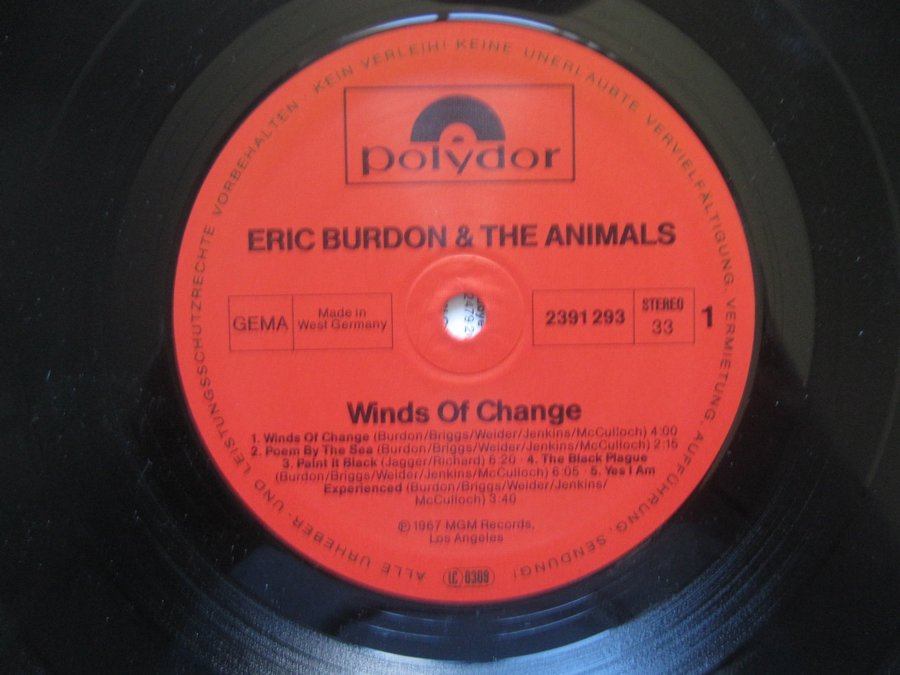 ALLE URHEBER- UND LEISTUNGSSCHUTZRECHTE VORBEHALTEN · KEIN VERLEIH! KEINE UNERLAUBTE VERVIELFÄLTIGUNG, VERMIETUNG, AUFFÜHRUNG, SENDUNG!
polydor
ERIC BURDON & THE ANIMALS
GEMA
Made in
West Germany
2391 293
STEREO
33
1
Winds Of Change
1. Winds Of Change (Burdon/Briggs/Weider/Jenkins/McCulloch) 4:00
2. Poem By The Sea (Burdon/Briggs/Weider/Jenkins/McCulloch) 2:15
3. Paint It Black (Jagger/Richard) 6:20 4. The Black Plague
(Burdon/Briggs/Weider/Jenkins/McCulloch) 6:05 5. Yes I Am
Experienced (Burdon/Briggs/Weider/Jenkins/
McCulloch) 3:40
℗ 1967 MGM Records,
Los Angeles
LC 0309